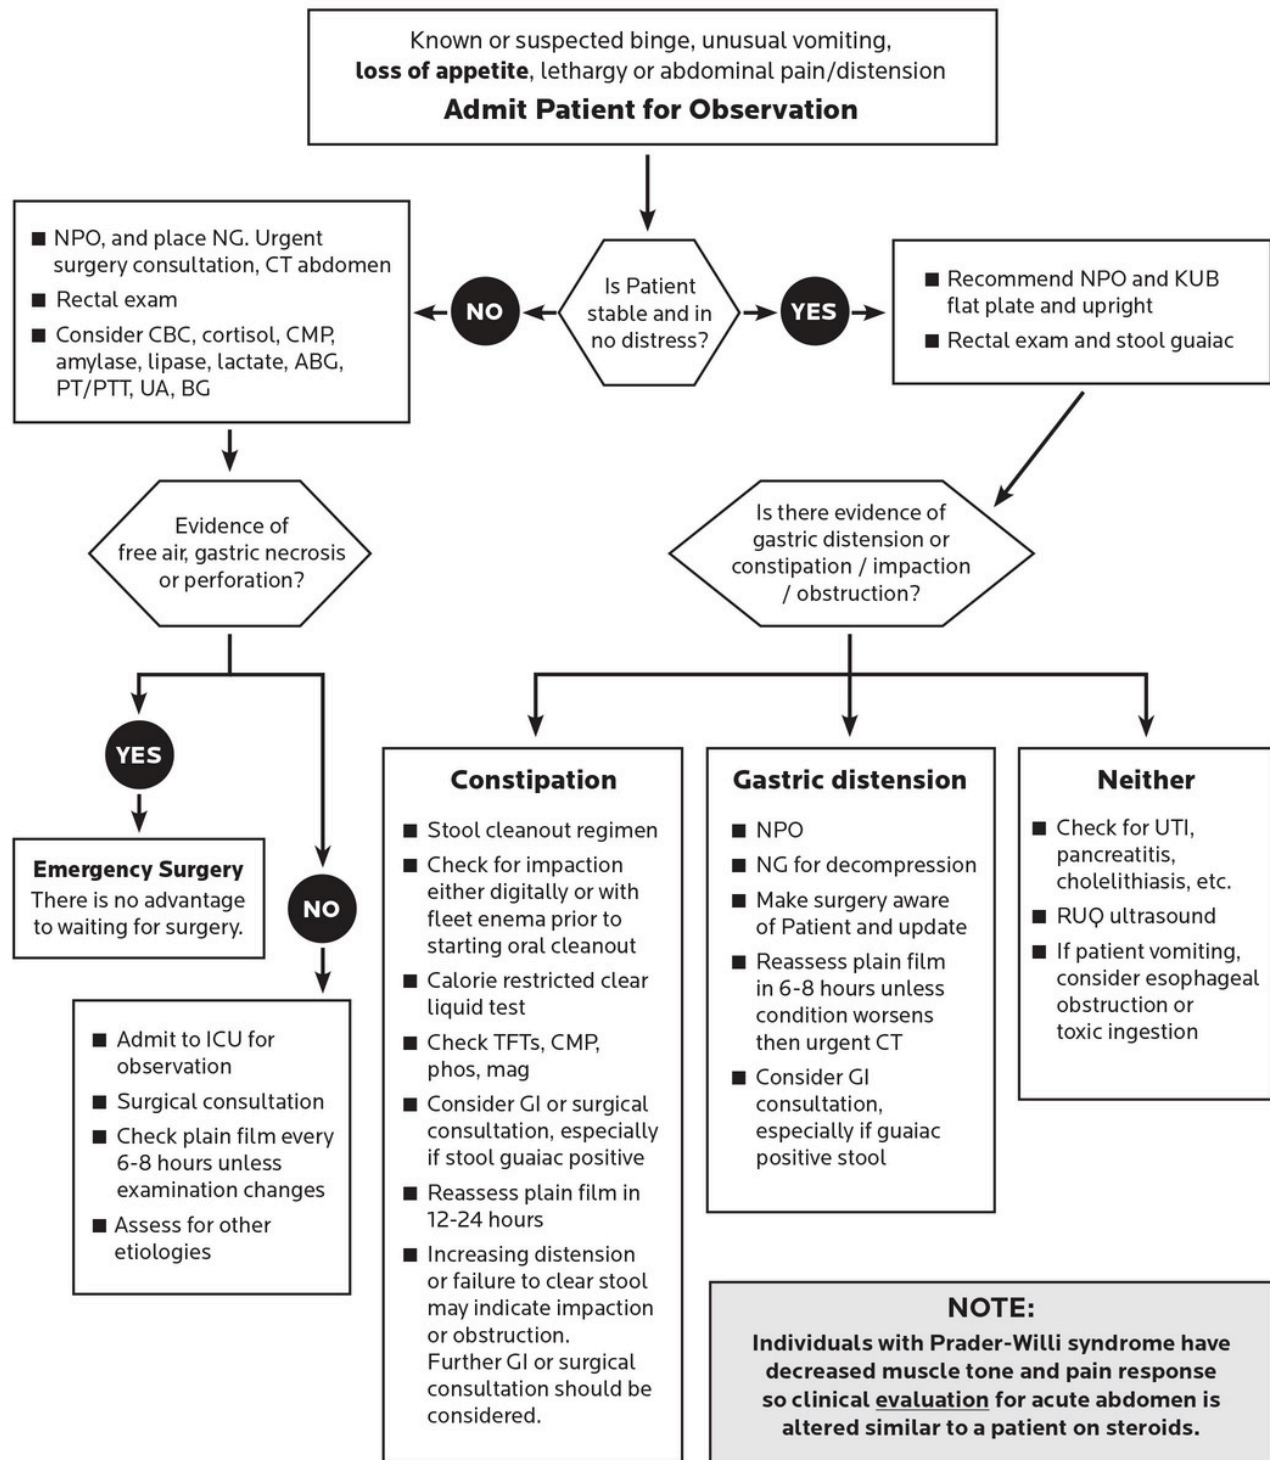 Known or suspected binge, unusual vomiting,
loss of appetite, lethargy or abdominal pain/distension
Admit Patient for Observation
■ NPO, and place NG. Urgent
surgery consultation, CT abdomen
■ Rectal exam
■ Consider CBC, cortisol, CMP,
amylase, lipase, lactate, ABG,
PT/PTT, UA, BG
NO
Is Patient
stable and in
no distress?
YES
■ Recommend NPO and KUB
flat plate and upright
■ Rectal exam and stool guaiac
Evidence of
free air, gastric necrosis
or perforation?
Is there evidence of
gastric distension or
constipation / impaction
/ obstruction?
YES
Emergency Surgery
There is no advantage
to waiting for surgery.
NO
■ Admit to ICU for
observation
■ Surgical consultation
■ Check plain film every
6-8 hours unless
examination changes
■ Assess for other
etiologies
Constipation
■ Stool cleanout regimen
■ Check for impaction
either digitally or with
fleet enema prior to
starting oral cleanout
■ Calorie restricted clear
liquid test
■ Check TFTs, CMP,
phos, mag
■ Consider GI or surgical
consultation, especially
if stool guaiac positive
■ Reassess plain film in
12-24 hours
■ Increasing distension
or failure to clear stool
may indicate impaction
or obstruction.
Further GI or surgical
consultation should be
considered.
Gastric distension
■ NPO
■ NG for decompression
■ Make surgery aware
of Patient and update
■ Reassess plain film
in 6-8 hours unless
condition worsens
then urgent CT
■ Consider GI
consultation,
especially if guaiac
positive stool
Neither
■ Check for UTI,
pancreatitis,
cholelithiasis, etc.
■ RUQ ultrasound
■ If patient vomiting,
consider esophageal
obstruction or
toxic ingestion
NOTE:
Individuals with Prader-Willi syndrome have
decreased muscle tone and pain response
so clinical evaluation for acute abdomen is
altered similar to a patient on steroids.